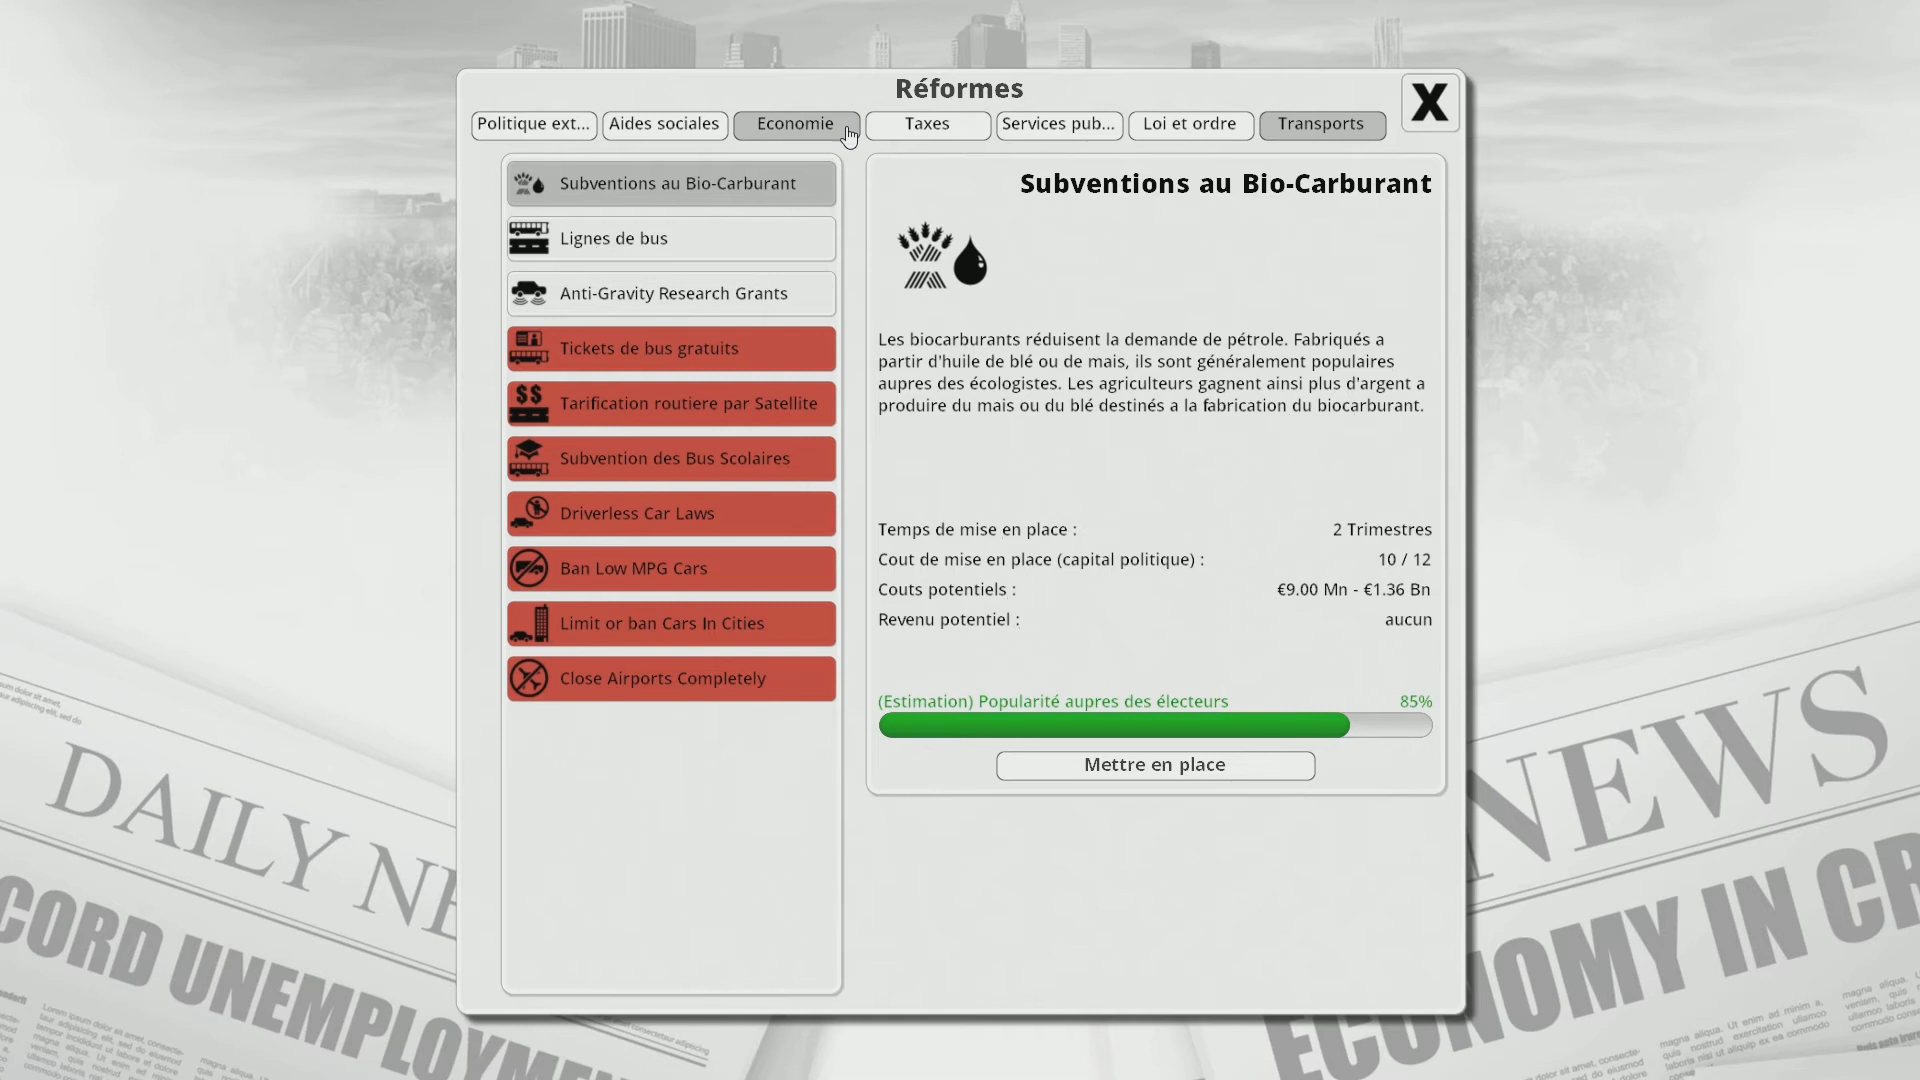 Réformes
X
Politique ext...
Aides sociales
Economie
Taxes
Services pub...
Loi et ordre
Transports
Subventions au Bio-Carburant
Lignes de bus
Anti-Gravity Research Grants
Tickets de bus gratuits
Tarification routiere par Satellite
Subvention des Bus Scolaires
Driverless Car Laws
Ban Low MPG Cars
Limit or ban Cars In Cities
Close Airports Completely
Subventions au Bio-Carburant
Les biocarburants réduisent la demande de pétrole. Fabriqués a
partir d'huile de blé ou de mais, ils sont généralement populaires
aupres des écologistes. Les agriculteurs gagnent ainsi plus d'argent a
produire du mais ou du blé destinés a la fabrication du biocarburant.
Temps de mise en place : 2 Trimestres
Cout de mise en place (capital politique) : 10 / 12
Couts potentiels : €9.00 Mn - €1.36 Bn
Revenu potentiel : aucun
(Estimation) Popularité aupres des électeurs 85%
Mettre en place
DAILY NE
CORD UNEMPLOYME
NEWS
ECONOMY IN CR